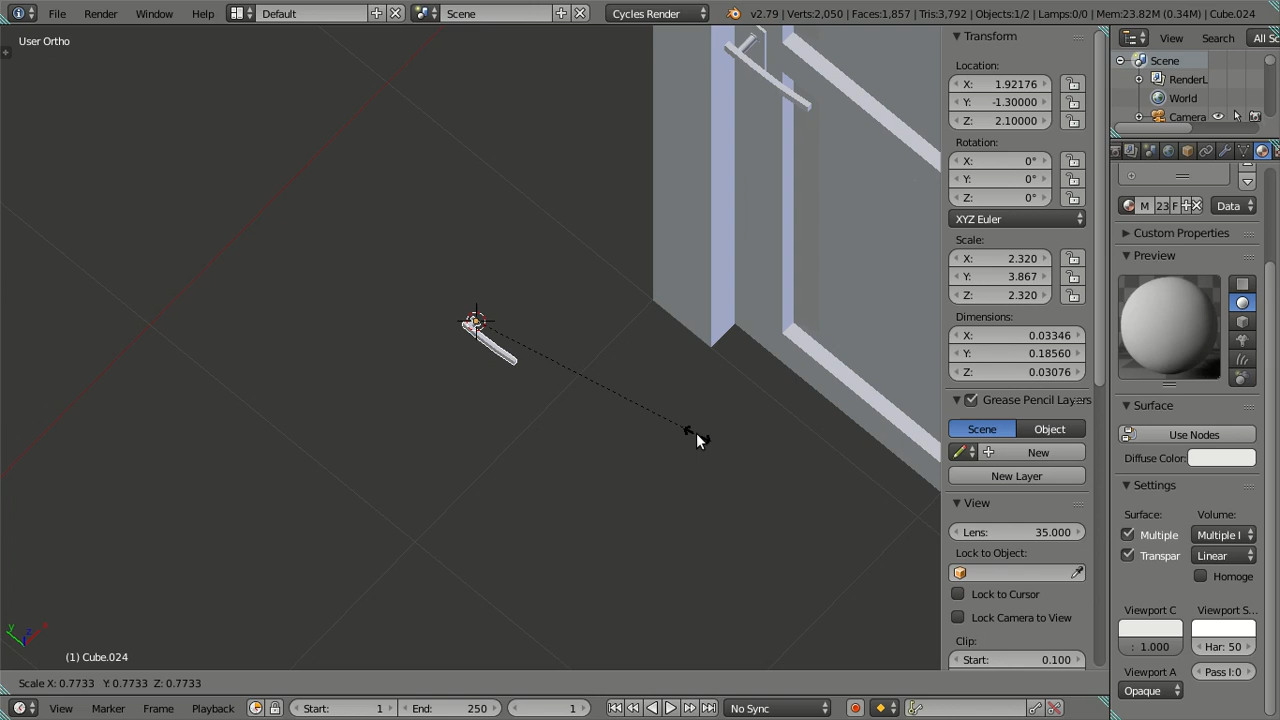 File Render Window Help Default Scene Cycles Render v2.79 | Verts:2,050 | Faces:1,857 | Tris:3,792 | Objects:1/2 | Lamps:0/0 | Mem:23.82M (0.34M) | Cube.024
User Ortho
Transform
Location:
X: 1.92176
Y: -1.30000
Z: 2.10000
Rotation:
X: 0°
Y: 0°
Z: 0°
XYZ Euler
Scale:
X: 2.320
Y: 3.867
Z: 2.320
Dimensions:
X: 0.03346
Y: 0.18560
Z: 0.03076
Grease Pencil Layers
Scene Object
New
New Layer
View
Lens: 35.000
Lock to Object:
Lock to Cursor
Lock Camera to View
Clip:
Start: 0.100
View Search All Sc
Scene
RenderL
World
Camera
M 23 F Data
Custom Properties
Preview
Surface
Use Nodes
Diffuse Color:
Settings
Surface: Volume:
Multiple Multiple I
Transpar Linear
Homoge
Viewport C Viewport S...
: 1.000 Har: 50
Viewport A Pass I:0
Opaque
y x z
(1) Cube.024
Scale X: 0.7733 Y: 0.7733 Z: 0.7733
View Marker Frame Playback Start: 1 End: 250 1 No Sync